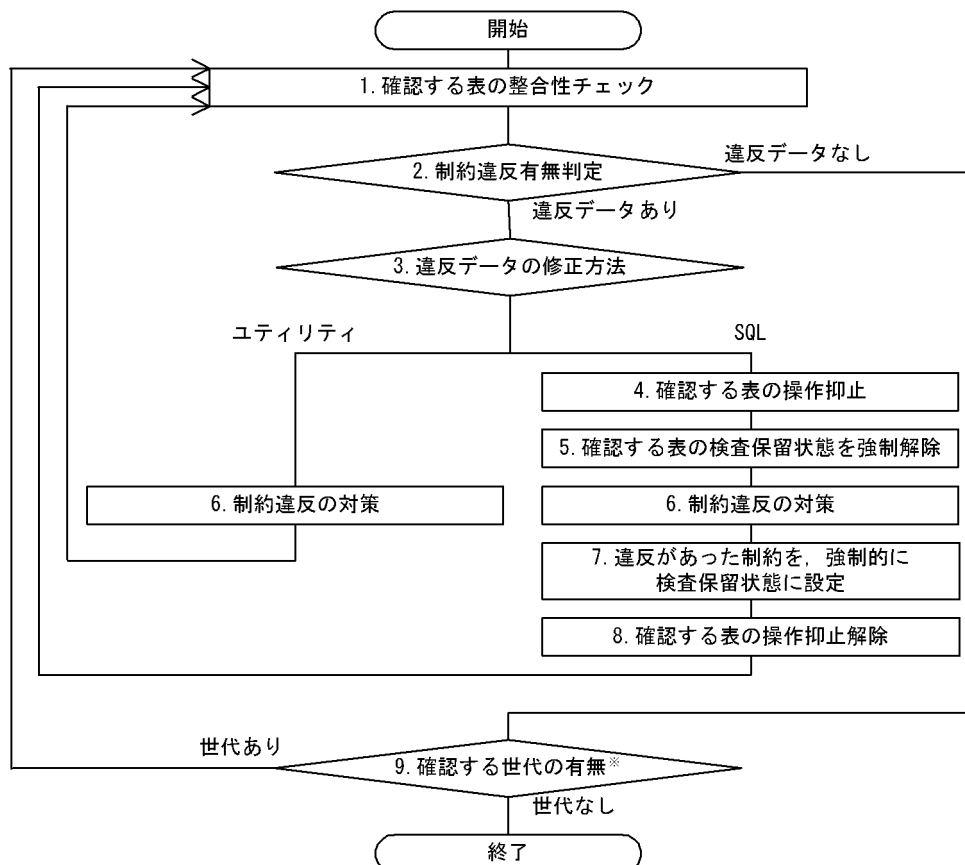 開始
1. 確認する表の整合性チェック
2. 制約違反有無判定
違反データなし
違反データあり
3. 違反データの修正方法
ユティリティ
SQL
4. 確認する表の操作抑止
5. 確認する表の検査保留状態を強制解除
6. 制約違反の対策
6. 制約違反の対策
7. 違反があった制約を, 強制的に
検査保留状態に設定
8. 確認する表の操作抑止解除
世代あり
9. 確認する世代の有無※
世代なし
終了